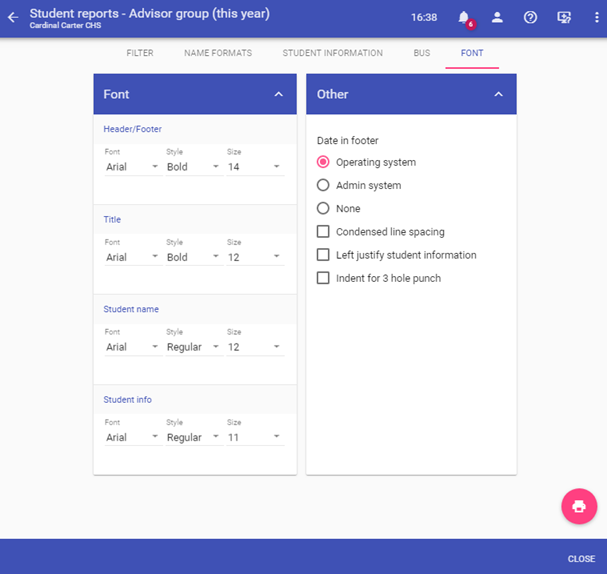 Student reports - Advisor group (this year)
Cardinal Carter CHS
16:38
6
FILTER NAME FORMATS STUDENT INFORMATION BUS FONT
Font
Header/Footer
Font Style Size
Arial Bold 14
Title
Font Style Size
Arial Bold 12
Student name
Font Style Size
Arial Regular 12
Student info
Font Style Size
Arial Regular 11
Other
Date in footer
Operating system
Admin system
None
Condensed line spacing
Left justify student information
Indent for 3 hole punch
CLOSE